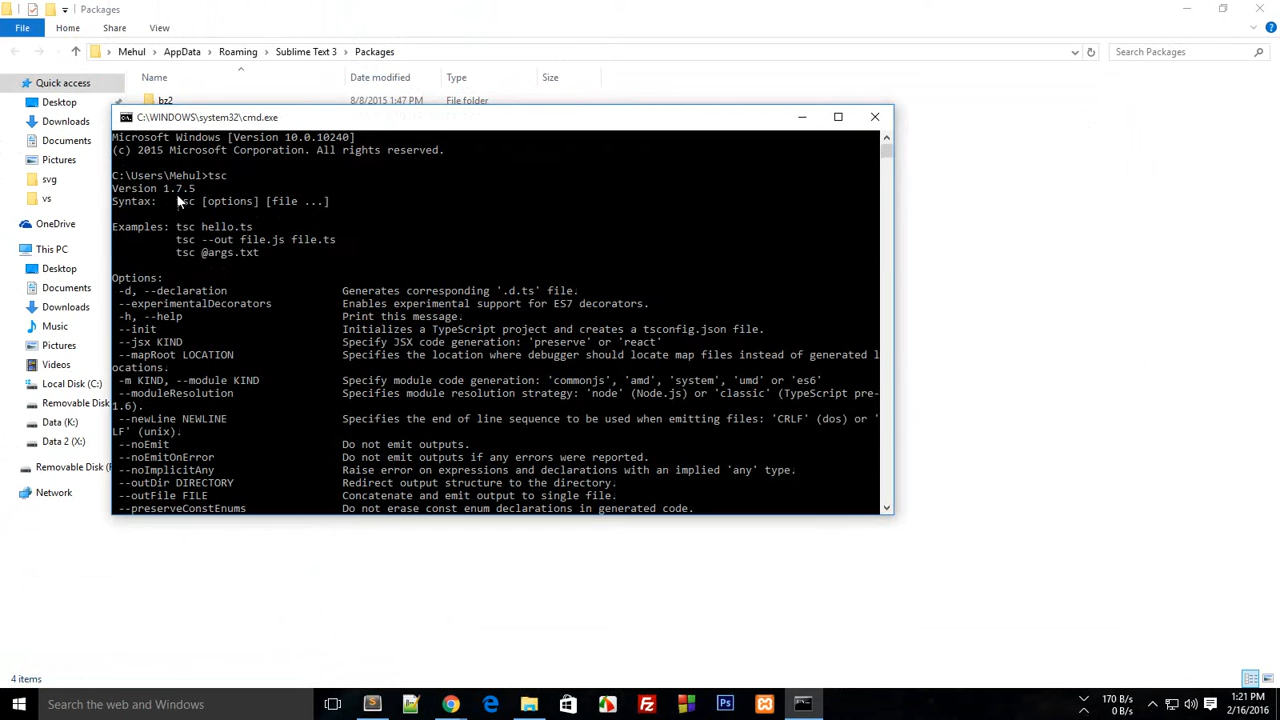 Packages
File
Home
Share
View
Mehul
AppData
Roaming
Sublime Text 3
Packages
Search Packages
Name
Date modified
Type
Size
Quick access
Desktop
Downloads
Documents
Pictures
svg
vs
OneDrive
This PC
Desktop
Documents
Downloads
Music
Pictures
Videos
Local Disk (C:)
Removable Disk
Data (K:)
Data 2 (X:)
Removable Disk (
Network
bz2
8/8/2015 1:47 PM
File folder
C:\WINDOWS\system32\cmd.exe
Microsoft Windows [Version 10.0.10240]
(c) 2015 Microsoft Corporation. All rights reserved.
C:\Users\Mehul>tsc
Version 1.7.5
Syntax:   tsc [options] [file ...]
Examples: tsc hello.ts
tsc --out file.js file.ts
tsc @args.txt
Options:
-d, --declaration Generates corresponding '.d.ts' file.
--experimentalDecorators Enables experimental support for ES7 decorators.
-h, --help Print this message.
--init Initializes a TypeScript project and creates a tsconfig.json file.
--jsx KIND Specify JSX code generation: 'preserve' or 'react'
--mapRoot LOCATION Specifies the location where debugger should locate map files instead of generated l
ocations.
-m KIND, --module KIND Specify module code generation: 'commonjs', 'amd', 'system', 'umd' or 'es6'
--moduleResolution Specifies module resolution strategy: 'node' (Node.js) or 'classic' (TypeScript pre-
1.6).
--newLine NEWLINE Specifies the end of line sequence to be used when emitting files: 'CRLF' (dos) or '
LF' (unix).
--noEmit Do not emit outputs.
--noEmitOnError Do not emit outputs if any errors were reported.
--noImplicitAny Raise error on expressions and declarations with an implied 'any' type.
--outDir DIRECTORY Redirect output structure to the directory.
--outFile FILE Concatenate and emit output to single file.
--preserveConstEnums Do not erase const enum declarations in generated code.
4 items
Search the web and Windows
170 B/s
0 B/s
1:21 PM
2/16/2016